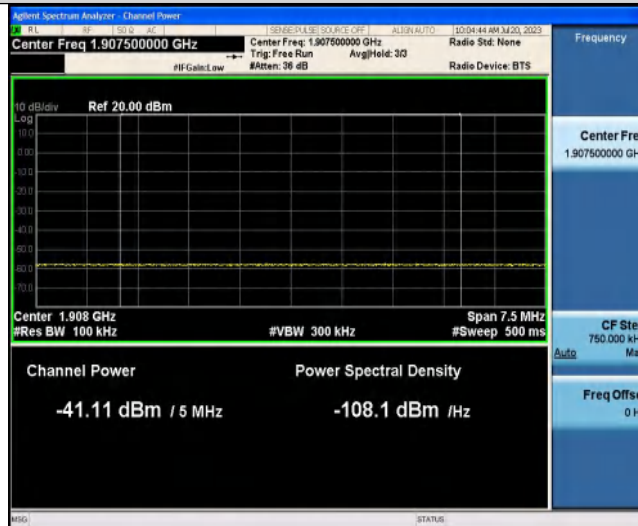 Agilent Spectrum Analyzer - Channel Power
RL RF 50 Ω AC SENSE:PULSE SOURCE OFF ALIGN AUTO 10:04:44 AM Jul 20, 2023
Center Freq 1.907500000 GHz Center Freq: 1.907500000 GHz Radio Std: None Frequency
Trig: Free Run Avg|Hold: 3/3
#IFGain:Low #Atten: 36 dB Radio Device: BTS
10 dB/div Ref 20.00 dBm
Log
10.0
0.00
-10.0
-20.0
-30.0
-40.0
-50.0
-60.0
-70.0
Center Fre
1.907500000 GH
Center 1.908 GHz Span 7.5 MHz
#Res BW 100 kHz #VBW 300 kHz #Sweep 500 ms
CF Ste
750.000 kH
Auto Ma
Channel Power Power Spectral Density
-41.11 dBm / 5 MHz -108.1 dBm /Hz
Freq Offse
0 H
MSG STATUS